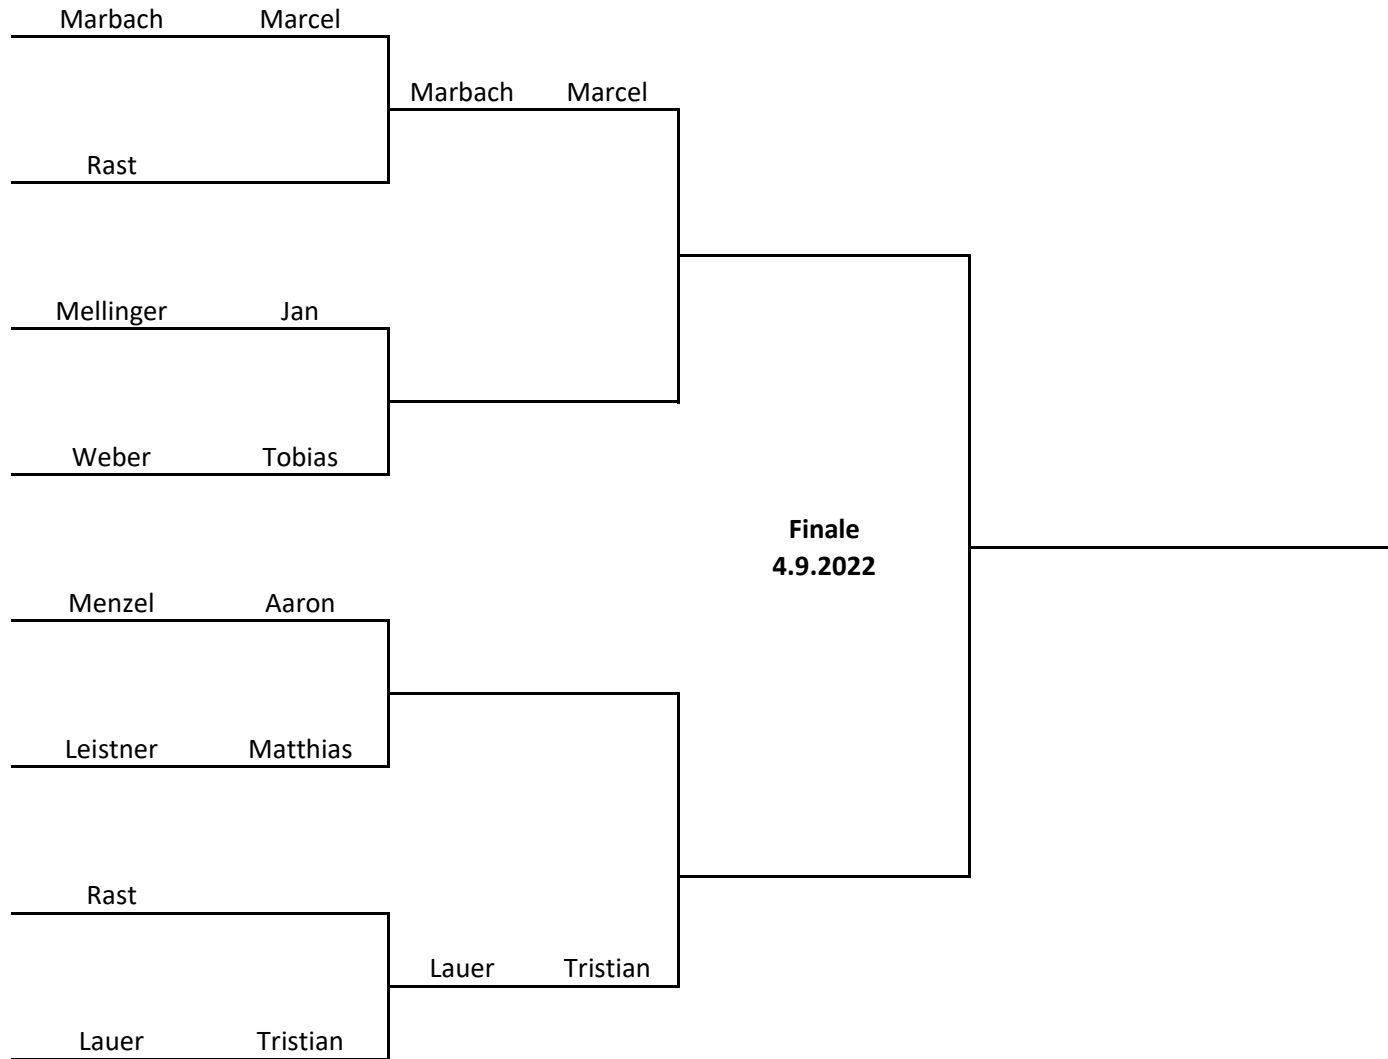 Marbach Marcel
Marbach Marcel
Rast
Mellinger Jan
Weber Tobias
Finale
4.9.2022
Menzel Aaron
Leistner Matthias
Rast
Lauer Tristian
Lauer Tristian